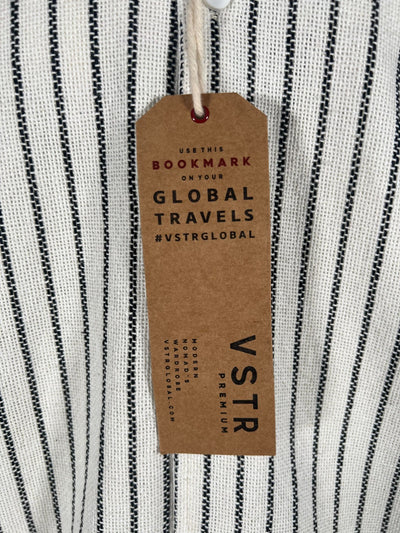 USE THIS
BOOKMARK
ON YOUR
GLOBAL
TRAVELS
#VSTRGLOBAL
VSTR
PREMIUM
MODERN
NOMAD'S
WARDROBE
VSTRGLOBAL.COM